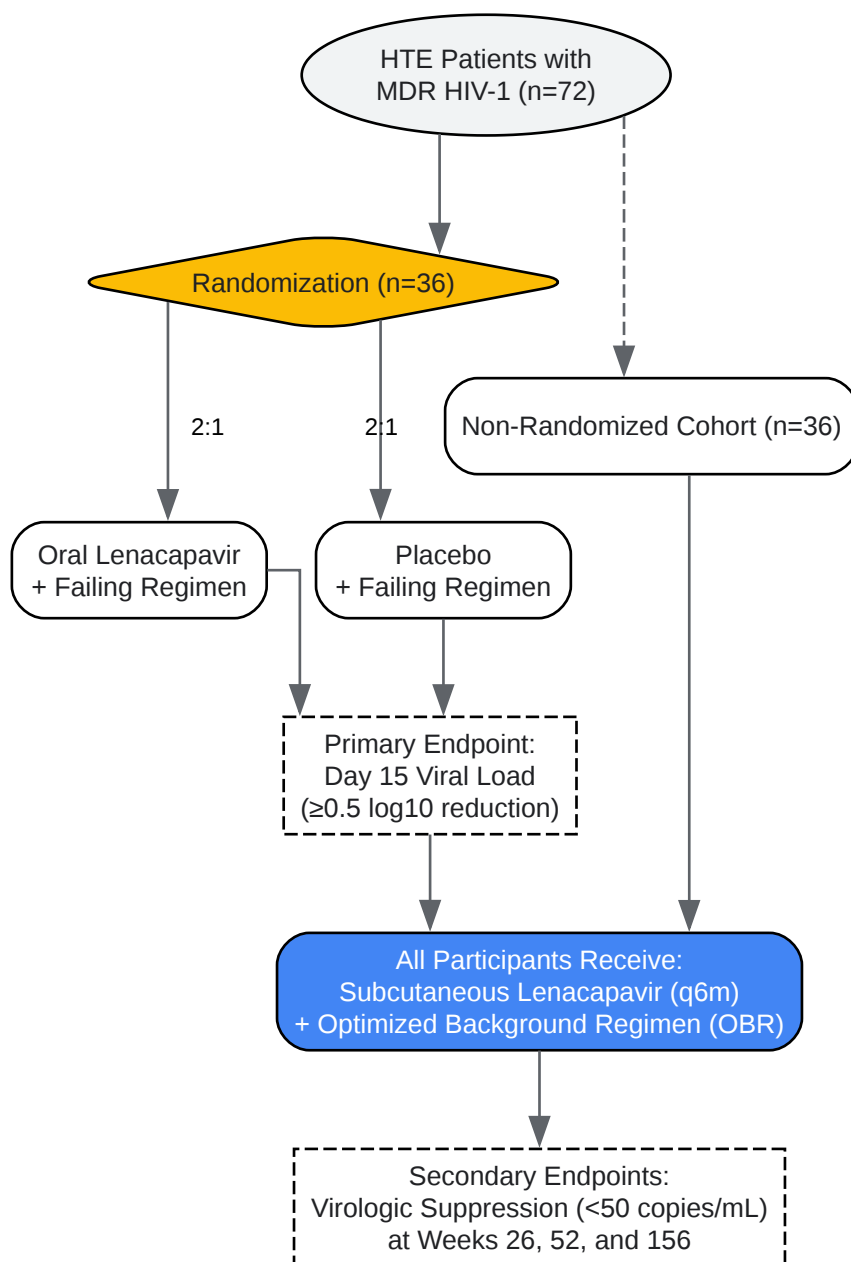 HTE Patients with
MDR HIV-1 (n=72)
Randomization (n=36)
2:1
2:1
Non-Randomized Cohort (n=36)
Oral Lenacapavir
+ Failing Regimen
Placebo
+ Failing Regimen
Primary Endpoint:
Day 15 Viral Load
(≥0.5 log10 reduction)
All Participants Receive:
Subcutaneous Lenacapavir (q6m)
+ Optimized Background Regimen (OBR)
Secondary Endpoints:
Virologic Suppression (<50 copies/mL)
at Weeks 26, 52, and 156